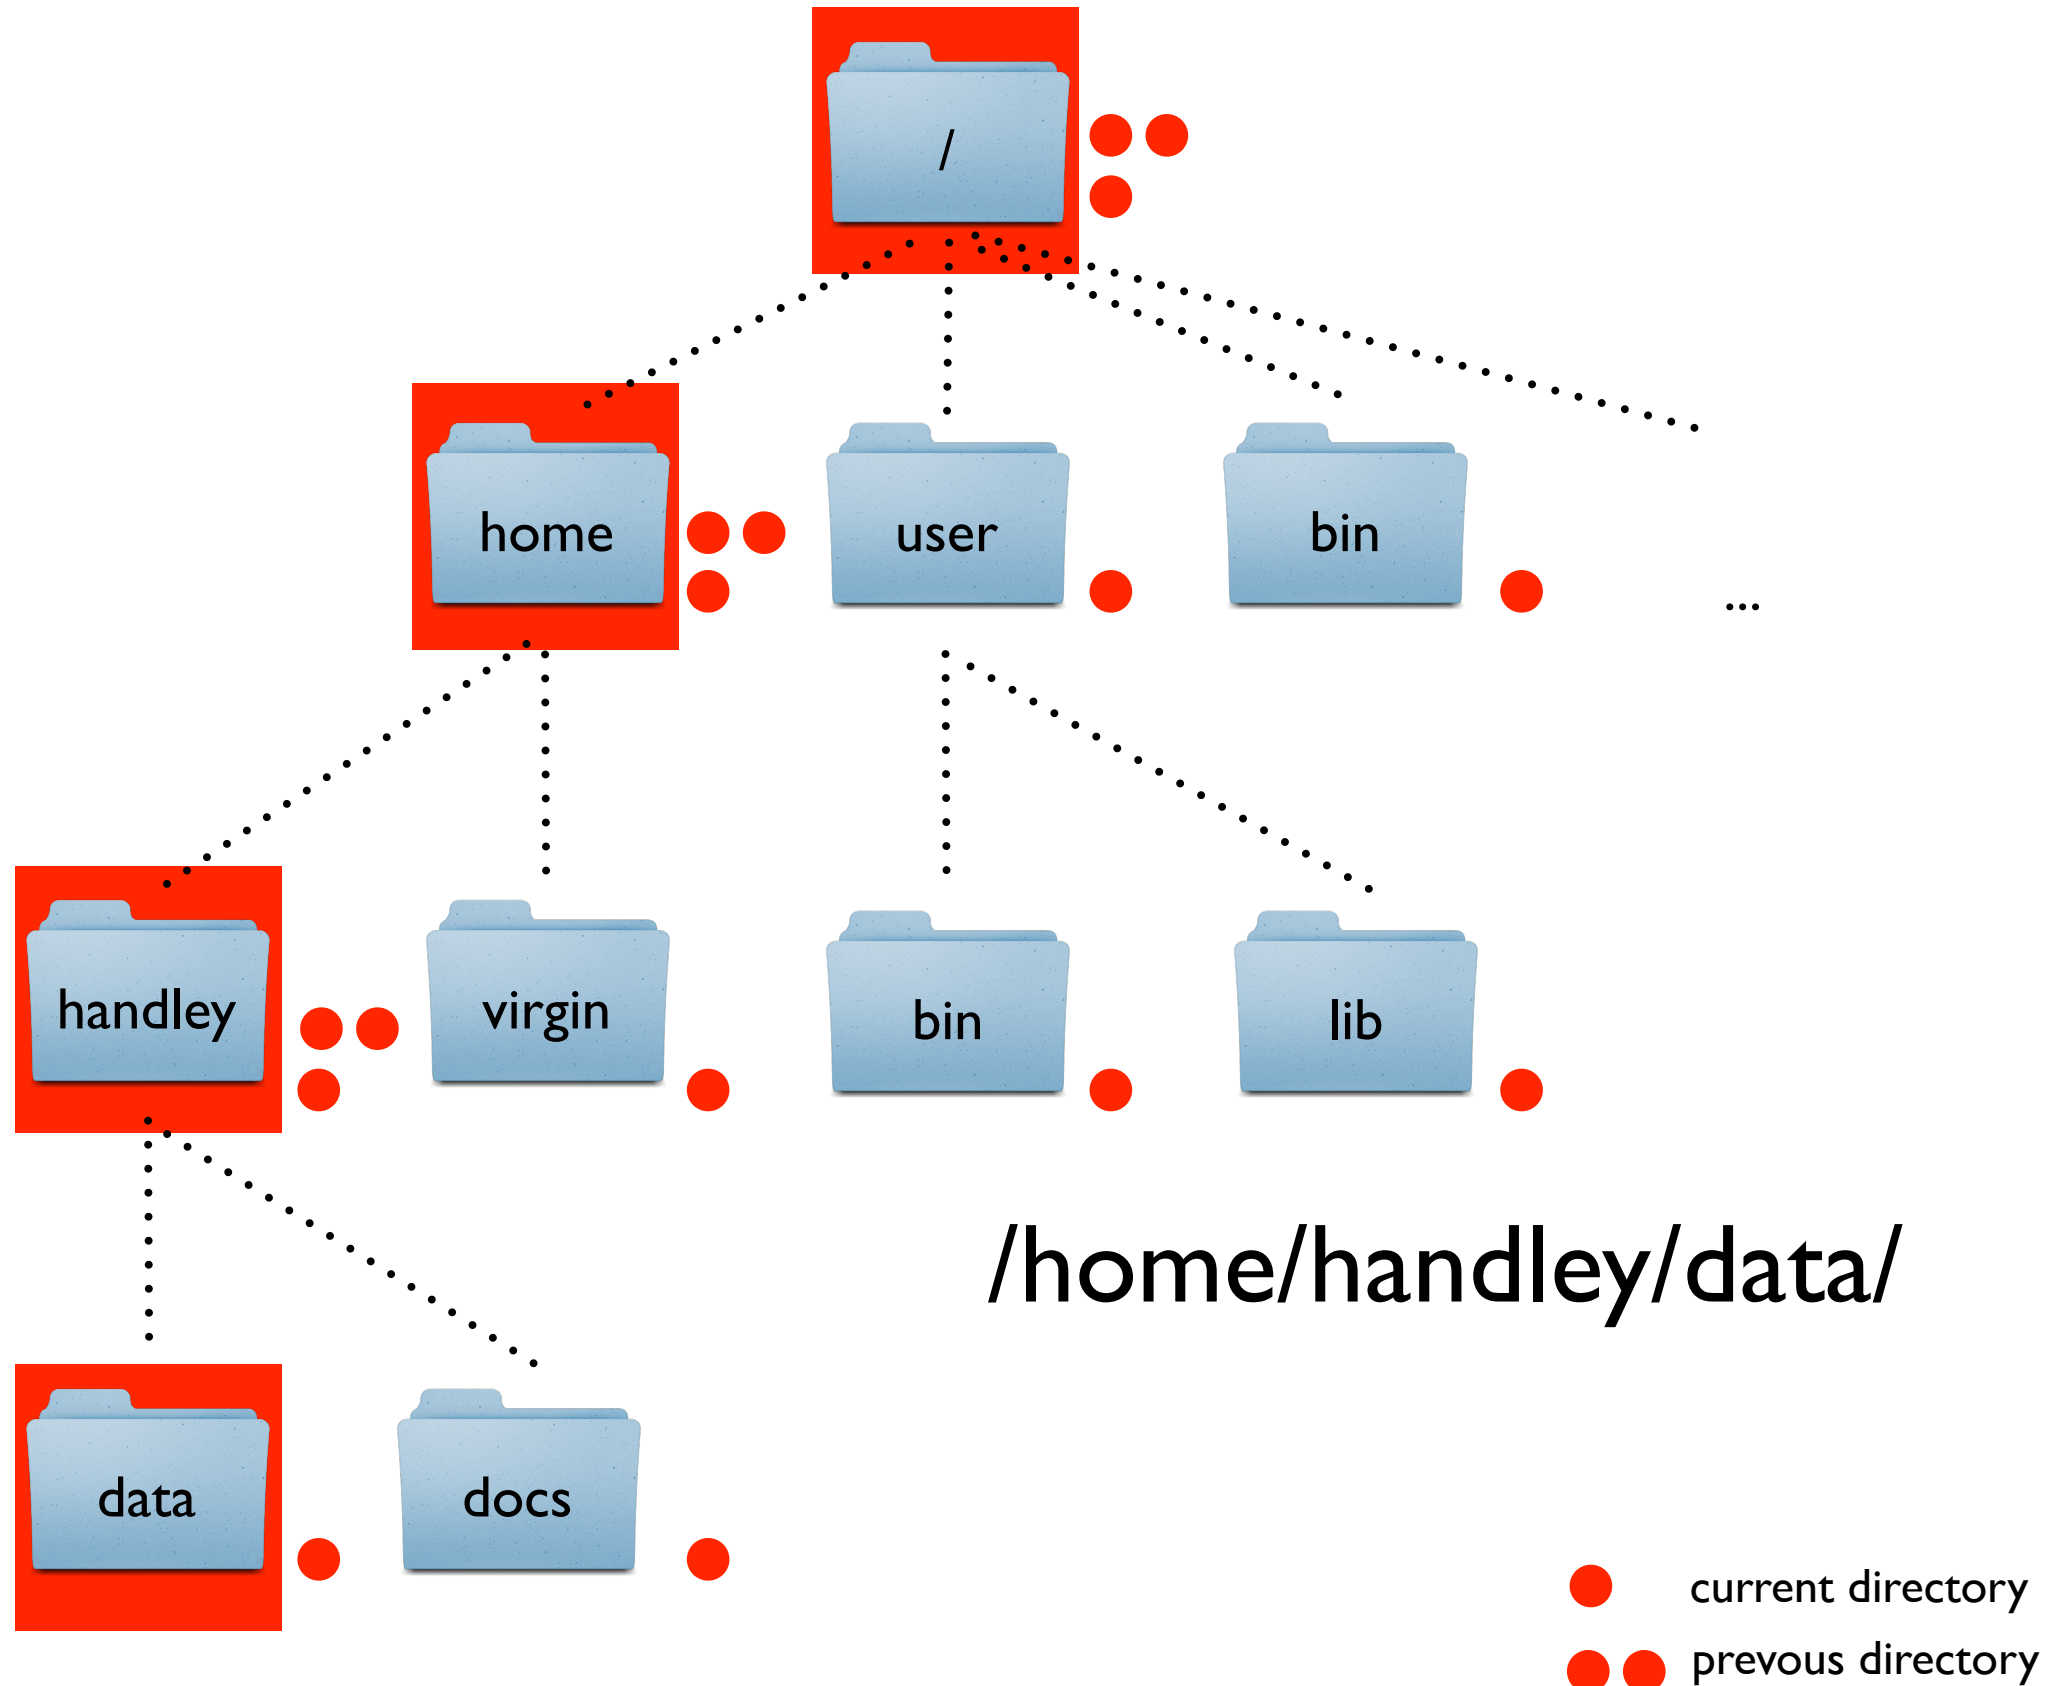 /
home
user
bin
...
handley
virgin
bin
lib
/home/handley/data/
data
docs
current directory
prevous directory